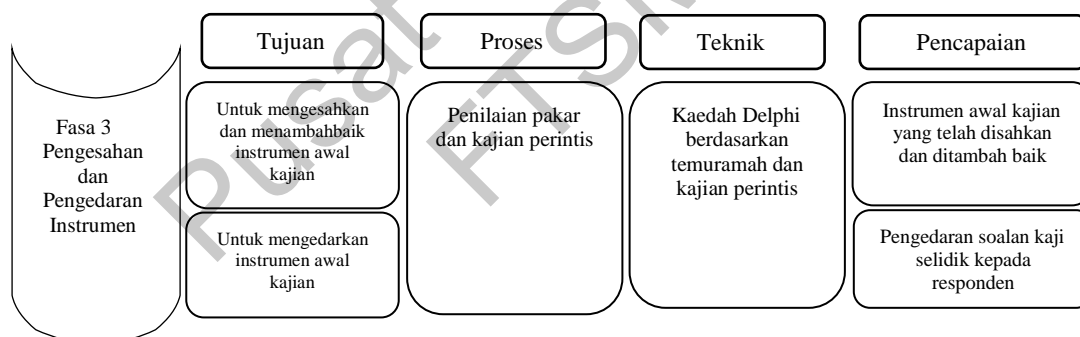 Tujuan
Proses
Teknik
Pencapaian
Fasa 3
Pengesahan
dan
Pengedaran
Instrumen
Untuk mengesahkan
dan menambahbaik
instrumen awal
kajian
Untuk mengedarkan
instrumen awal
kajian
Penilaian pakar
dan kajian perintis
Kaedah Delphi
berdasarkan
temuramah dan
kajian perintis
Instrumen awal kajian
yang telah disahkan
dan ditambah baik
Pengedaran soalan kaji
selidik kepada
responden
Pusat